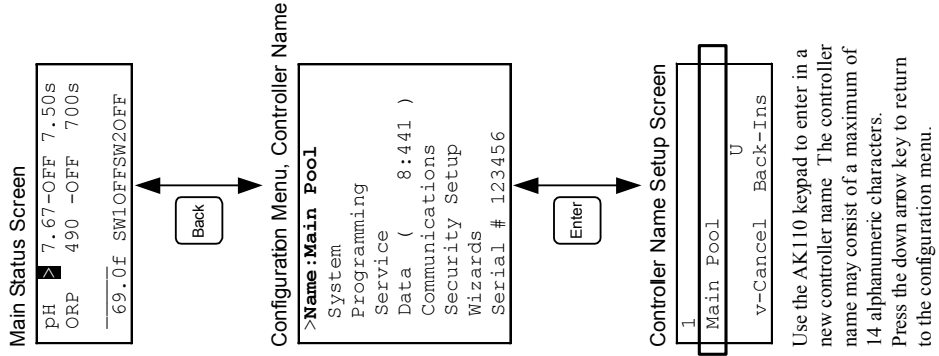 Main Status Screen
pH > 7.67-OFF 7.50s
ORP 490 -OFF 700s
69.0f SW1OFFSW2OFF
Back
Configuration Menu, Controller Name
>Name:Main Pool
System
Programming
Service
Data ( 8:441 )
Communications
Security Setup
Wizards
Serial # 123456
Enter
Controller Name Setup Screen
1
Main Pool
U
v-Cancel Back-Ins
Use the AK110 keypad to enter in a
new controller name The controller
name may consist of a maximum of
14 alphanumeric characters.
Press the down arrow key to return
to the configuration menu.